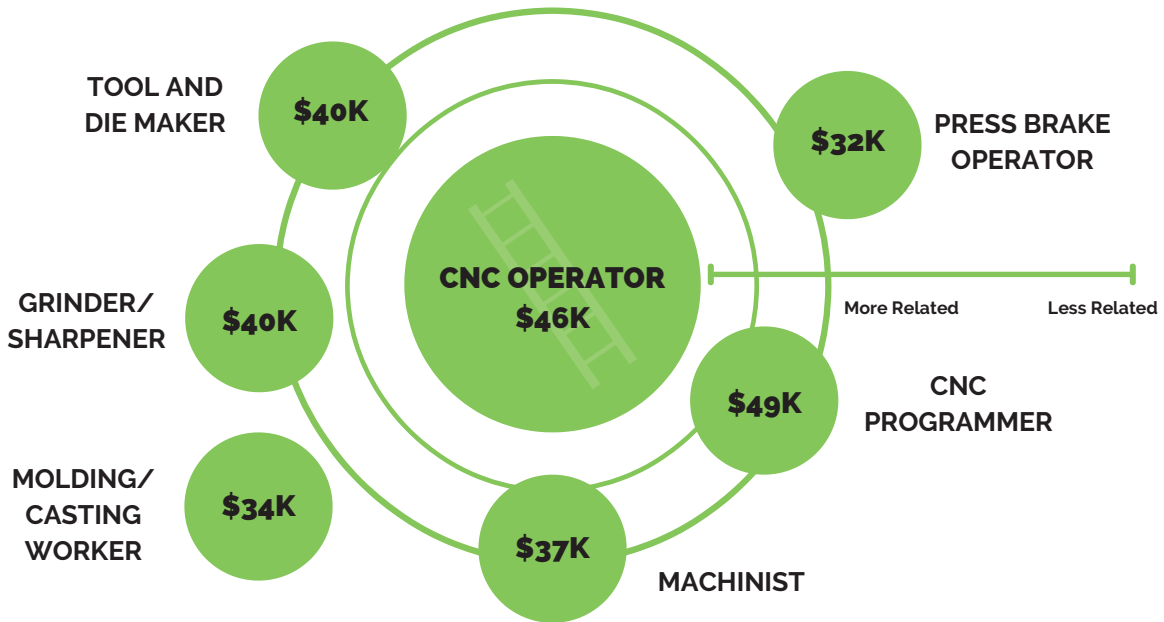 TOOL AND
DIE MAKER
$40K
$32K
PRESS BRAKE
OPERATOR
CNC OPERATOR
$46K
More Related
Less Related
GRINDER/
SHARPENER
$40K
$49K
CNC
PROGRAMMER
MOLDING/
CASTING
WORKER
$34K
$37K
MACHINIST